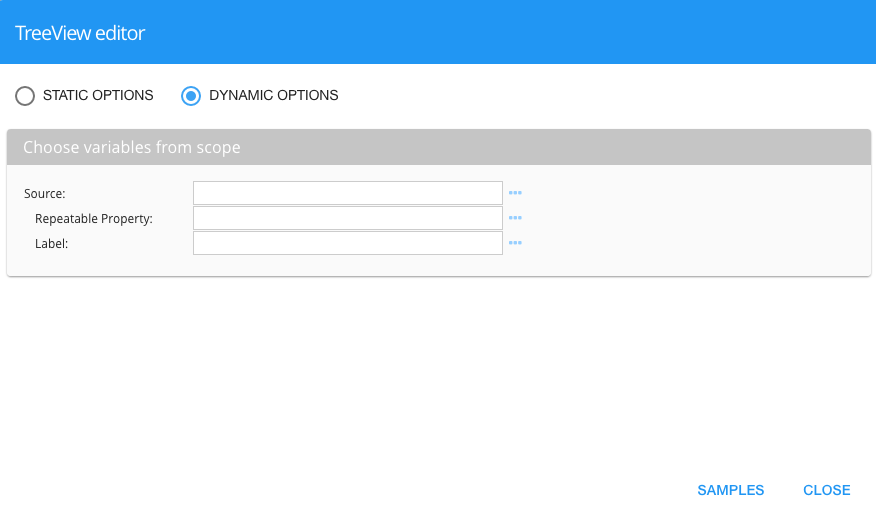 TreeView editor
STATIC OPTIONS DYNAMIC OPTIONS
Choose variables from scope
Source:
Repeatable Property:
Label:
SAMPLES CLOSE